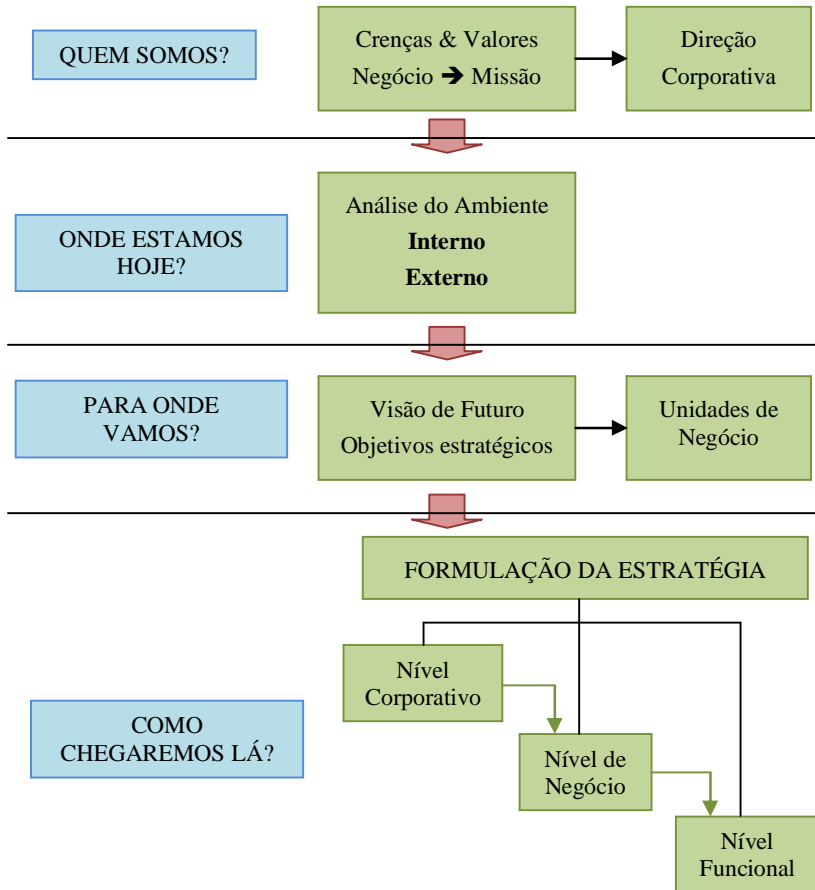 QUEM SOMOS?
Crenças & Valores
Negócio ➔ Missão
Direção
Corporativa
ONDE ESTAMOS
HOJE?
Análise do Ambiente
Interno
Externo
PARA ONDE
VAMOS?
Visão de Futuro
Objetivos estratégicos
Unidades de
Negócio
FORMULAÇÃO DA ESTRATÉGIA
COMO
CHEGAREMOS LÁ?
Nível
Corporativo
Nível de
Negócio
Nível
Funcional